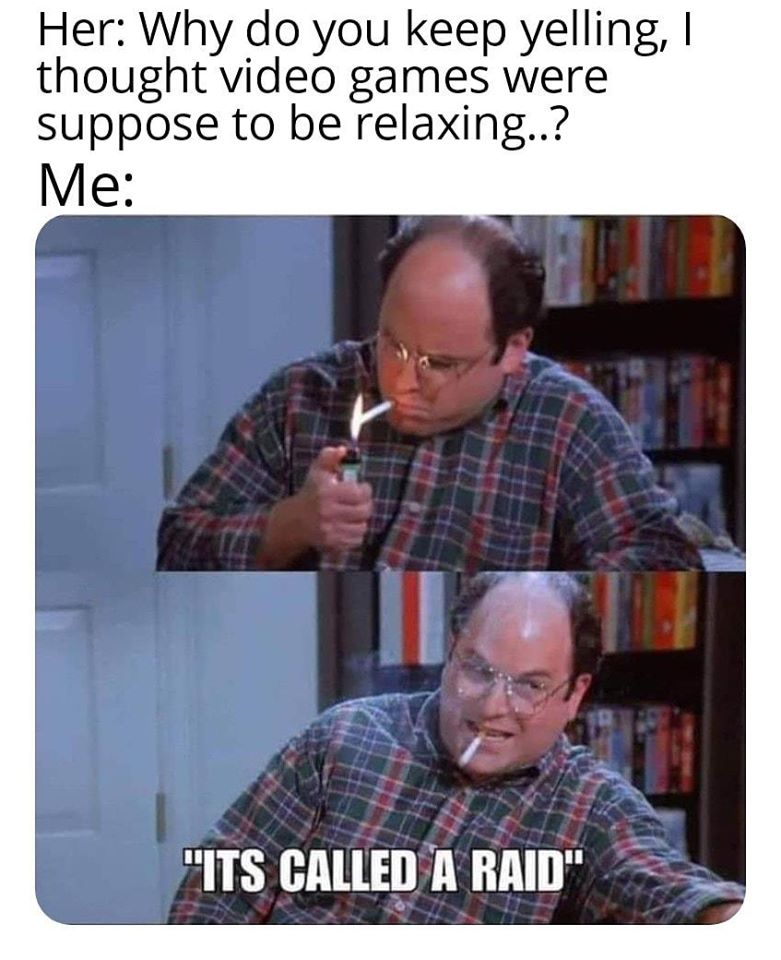 Her: Why do you keep yelling, I
thought video games were
suppose to be relaxing..?
Me:
"ITS CALLED A RAID"